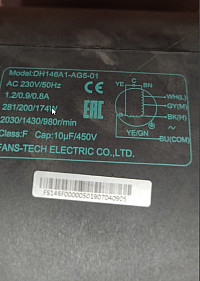 Model:DH146A1-AG5-01
AC 230V/50Hz
1.2/0.9/0.8A
281/200/174W
2030/1430/980r/min
Class:F Cap:10μF/450V
FANS-TECH ELECTRIC CO.,LTD.
EAC
C
YE
BN
WH(L)
GY(M)
BK(H)
BU(COM)
YE/GN